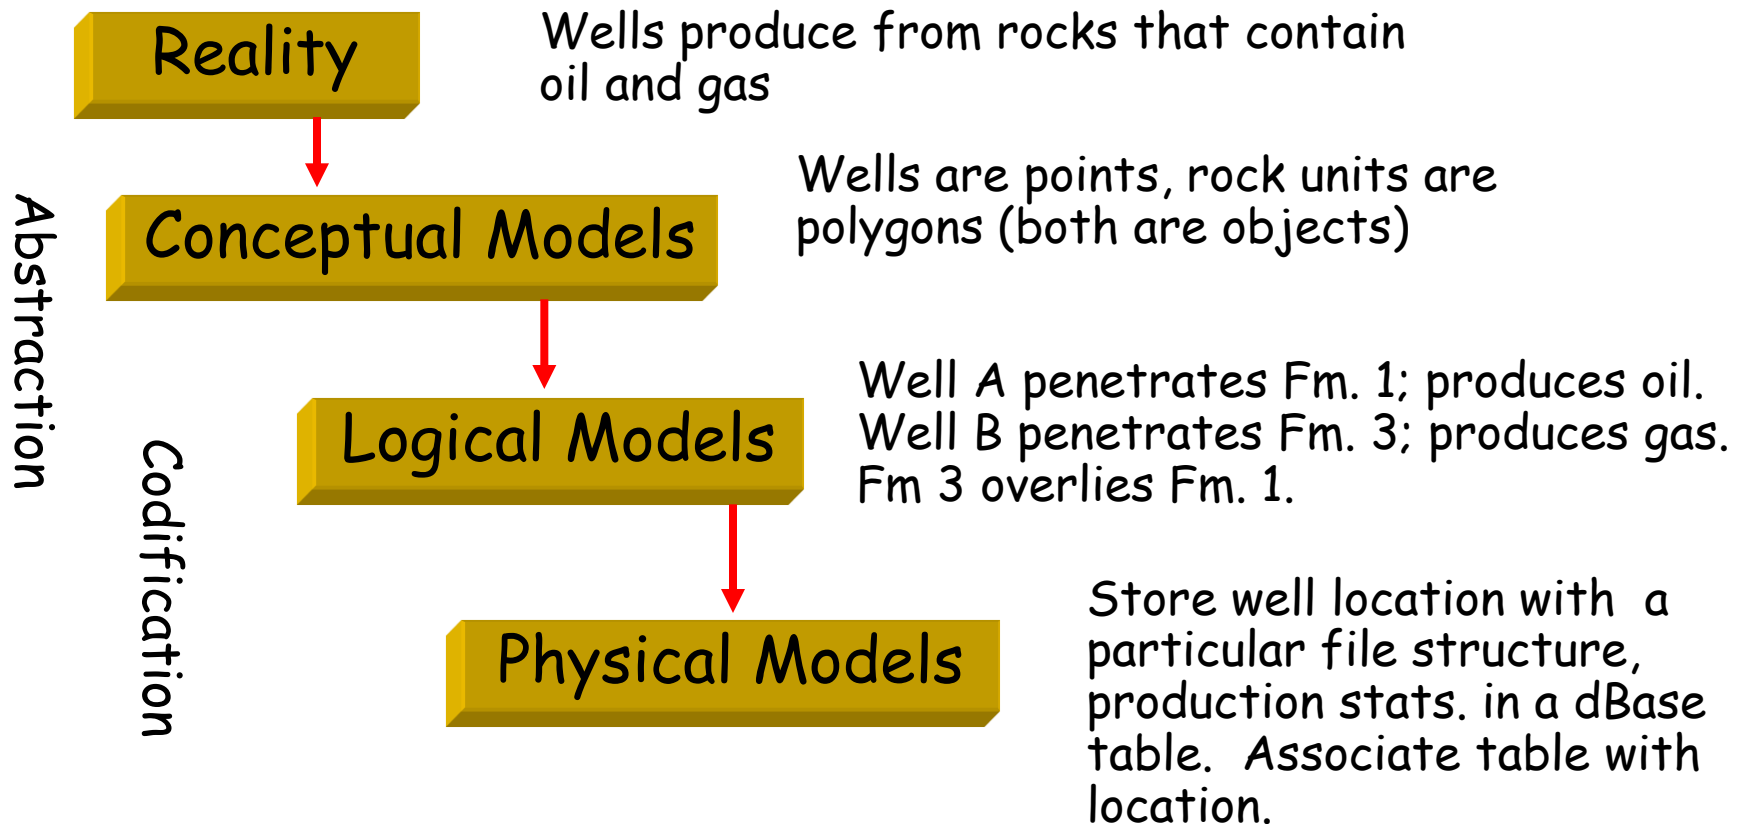 Reality
Wells produce from rocks that contain
oil and gas
Conceptual Models
Wells are points, rock units are
polygons (both are objects)
Abstraction
Logical Models
Well A penetrates Fm. 1; produces oil.
Well B penetrates Fm. 3; produces gas.
Fm 3 overlies Fm. 1.
Codification
Physical Models
Store well location with  a
particular file structure,
production stats. in a dBase
table.  Associate table with
location.